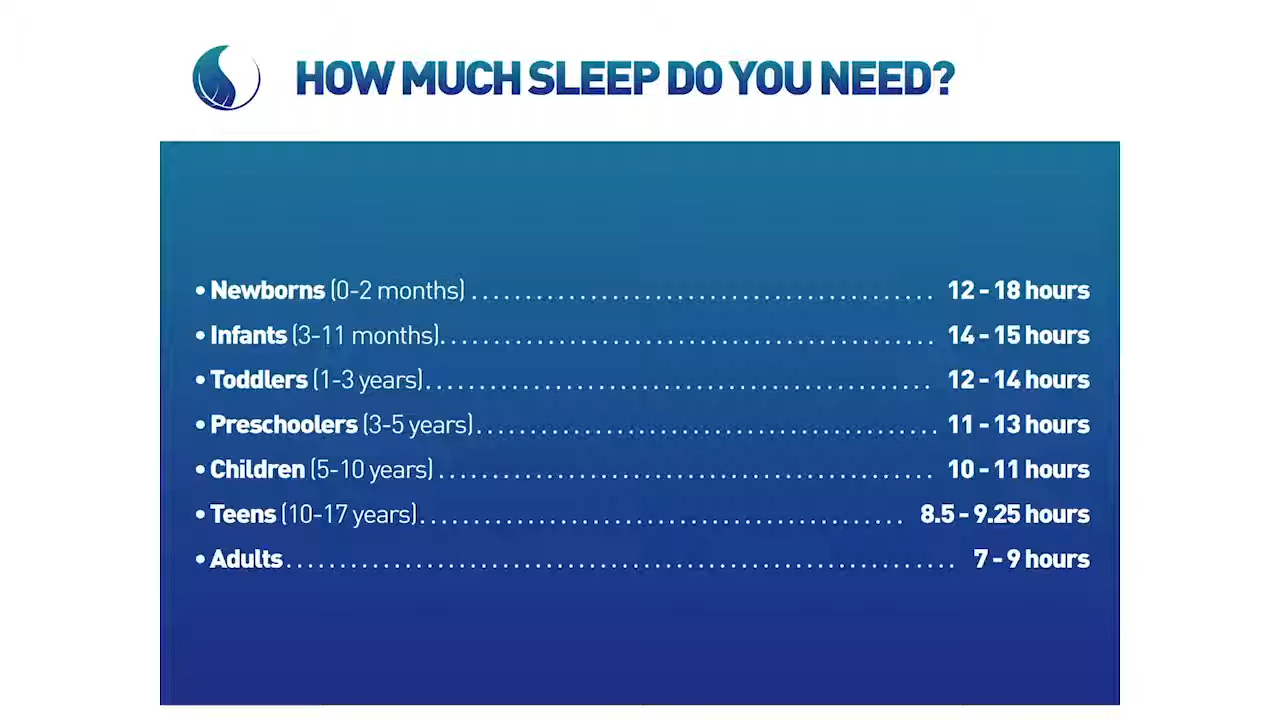 HOW MUCH SLEEP DO YOU NEED?
• Newborns (0-2 months) ................................... 12 - 18 hours
• Infants (3-11 months)..................................... 14 - 15 hours
• Toddlers (1-3 years)...................................... 12 - 14 hours
• Preschoolers (3-5 years)................................... 11 - 13 hours
• Children (5-10 years) ..................................... 10 - 11 hours
• Teens (10-17 years)..................................... 8.5 - 9.25 hours
• Adults.................................................. 7 - 9 hours